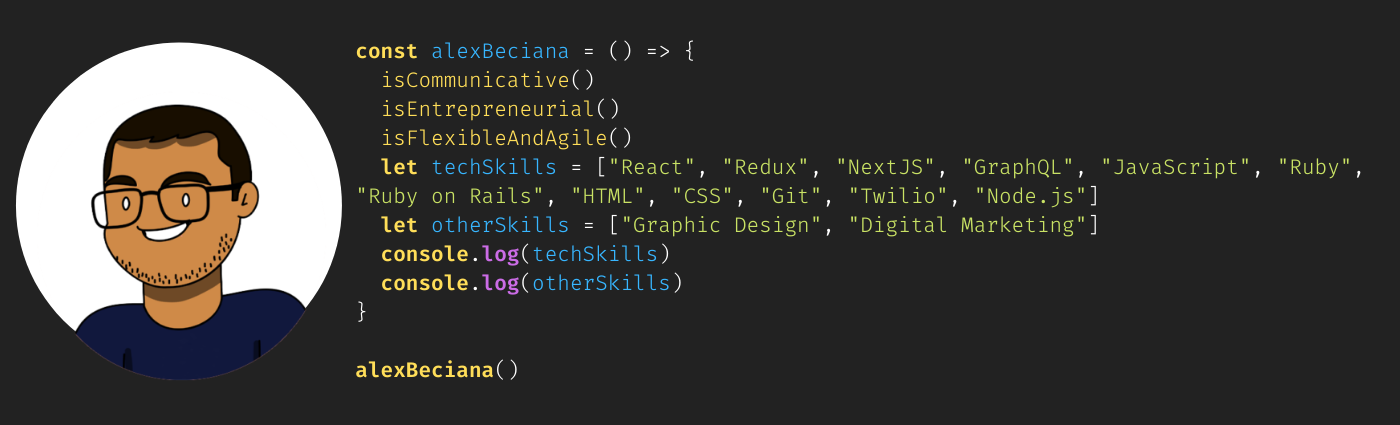 const alexBeciana = () => {
  isCommunicative()
  isEntrepreneurial()
  isFlexibleAndAgile()
  let techSkills = ["React", "Redux", "NextJS", "GraphQL", "JavaScript", "Ruby",
"Ruby on Rails", "HTML", "CSS", "Git", "Twilio", "Node.js"]
  let otherSkills = ["Graphic Design", "Digital Marketing"]
  console.log(techSkills)
  console.log(otherSkills)
}
alexBeciana()